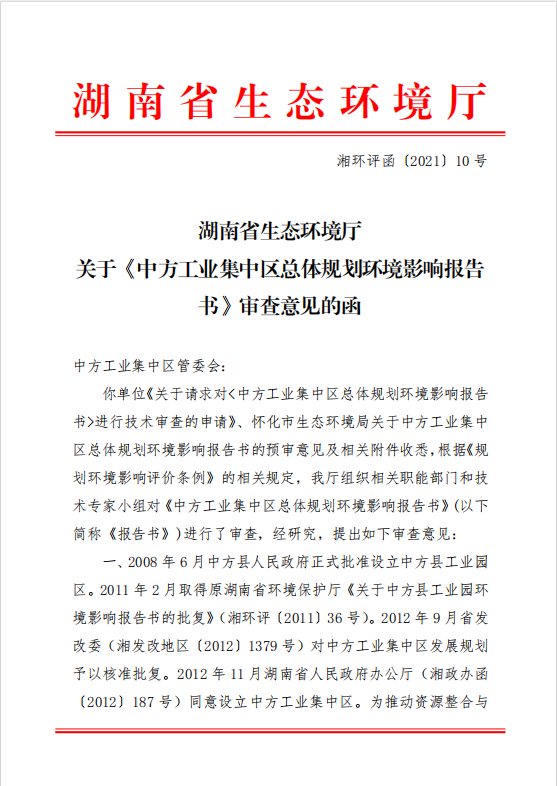 湖南省生态环境厅
湘环评函〔2021〕10 号
湖南省生态环境厅
关于《中方工业集中区总体规划环境影响报告
书》审查意见的函
中方工业集中区管委会：
你单位《关于请求对<中方工业集中区总体规划环境影响报告
书>进行技术审查的申请》、怀化市生态环境局关于中方工业集中
区总体规划环境影响报告书的预审意见及相关附件收悉，根据《规
划环境影响评价条例》的相关规定，我厅组织相关职能部门和技
术专家小组对《中方工业集中区总体规划环境影响报告书》(以下
简称《报告书》)进行了审查，经研究，提出如下审查意见：
一、2008 年 6 月中方县人民政府正式批准设立中方县工业园
区。2011 年 2 月取得原湖南省环境保护厅《关于中方县工业园环
境影响报告书的批复》（湘环评〔2011〕36 号）。2012 年 9 月省发
改委（湘发改地区〔2012〕1379 号）对中方工业集中区发展规划
予以核准批复。2012 年 11 月湖南省人民政府办公厅（湘政办函
〔2012〕187 号）同意设立中方工业集中区。为推动资源整合与